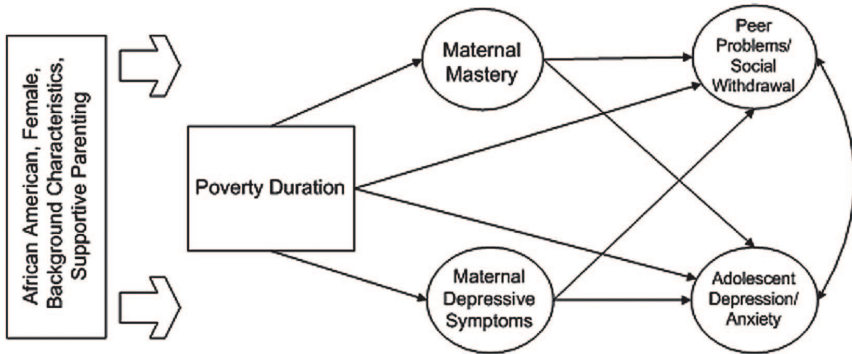 African American, Female,
Background Characteristics,
Supportive Parenting
Poverty Duration
Maternal
Mastery
Maternal
Depressive
Symptoms
Peer
Problems/
Social
Withdrawal
Adolescent
Depression/
Anxiety